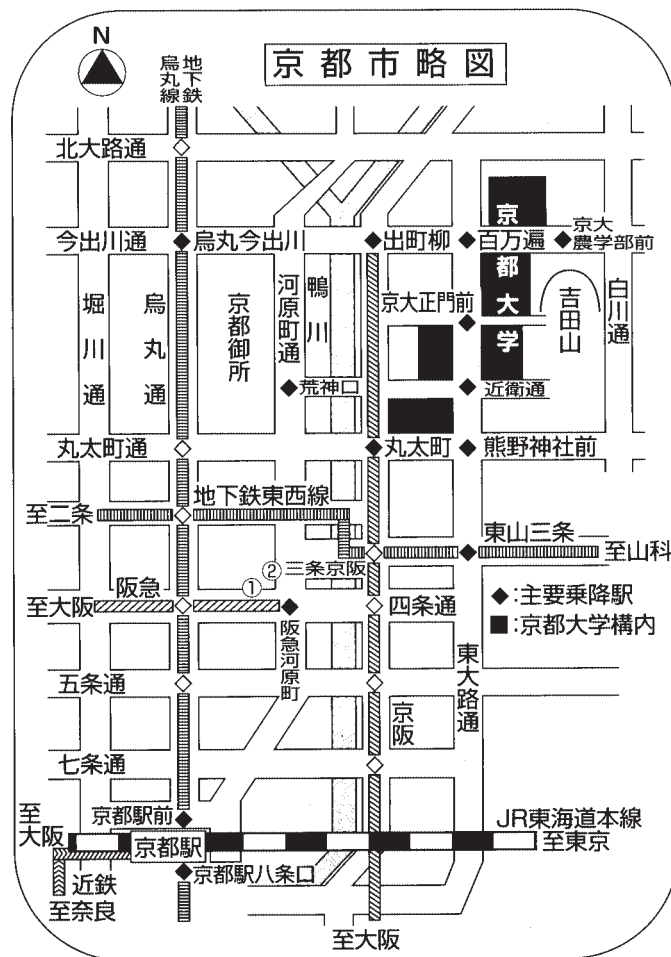 N
京都市略図
地下鉄
烏丸線
北大路通
今出川通
烏丸今出川
出町柳
百万遍
京大
農学部前
京都大学
堀川通
烏丸通
京都御所
河原町通
鴨川
京大正門前
吉田山
白川通
荒神口
近衛通
丸太町通
丸太町
熊野神社前
地下鉄東西線
至二条
東山三条
三条京阪
至山科
②
①
阪急
至大阪
四条通
◆:主要乗降駅
■:京都大学構内
阪急河原町
五条通
京阪
東大路通
七条通
京都駅前
至
大阪
JR東海道本線
京都駅
至東京
近鉄
京都駅八条口
至奈良
至大阪